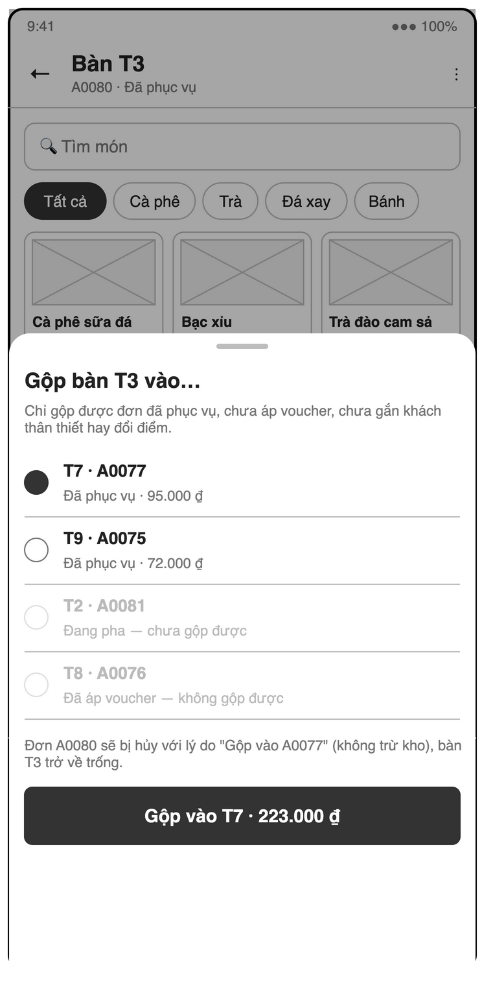 9:41
●●● 100%
← Bàn T3
A0080 · Đã phục vụ
⋮
🔍 Tìm món
Tất cả
Cà phê
Trà
Đá xay
Bánh
Cà phê sữa đá
Bạc xỉu
Trà đào cam sả
Gộp bàn T3 vào…
Chỉ gộp được đơn đã phục vụ, chưa áp voucher, chưa gắn khách
thân thiết hay đổi điểm.
T7 · A0077
Đã phục vụ · 95.000 ₫
T9 · A0075
Đã phục vụ · 72.000 ₫
T2 · A0081
Đang pha — chưa gộp được
T8 · A0076
Đã áp voucher — không gộp được
Đơn A0080 sẽ bị hủy với lý do "Gộp vào A0077" (không trừ kho), bàn
T3 trở về trống.
Gộp vào T7 · 223.000 ₫